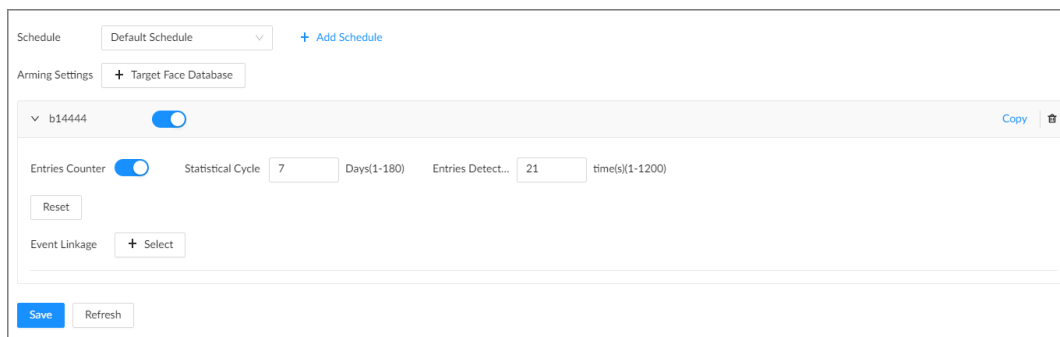 Schedule Default Schedule + Add Schedule
Arming Settings + Target Face Database
b14444 Copy
Entries Counter Statistical Cycle 7 Days(1-180) Entries Detect... 21 time(s)(1-1200)
Reset
Event Linkage + Select
Save Refresh